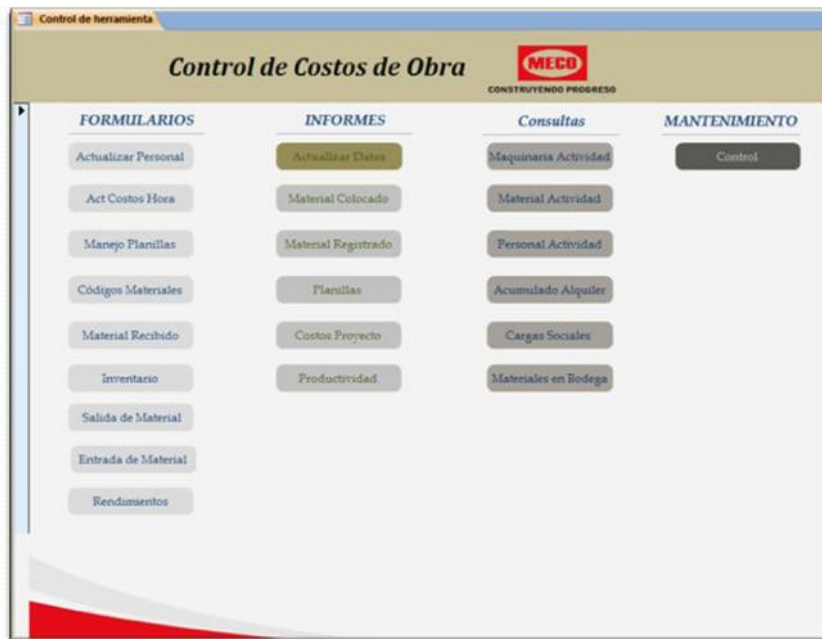 Control de herramienta
Control de Costos de Obra
MECO
CONSTRUYENDO PROGRESO
FORMULARIOS
Actualizar Personal
Act Costos Hora
Manejo Planillas
Códigos Materiales
Material Recibido
Inventario
Salida de Material
Entrada de Material
Rendimientos
INFORMES
Actualizar Datos
Material Colocado
Material Registrado
Planillas
Costos Proyecto
Productividad
Consultas
Maquinaria Actividad
Material Actividad
Personal Actividad
Acumulado Alquiler
Cargas Sociales
Materiales en Bodega
MANTENIMIENTO
Control